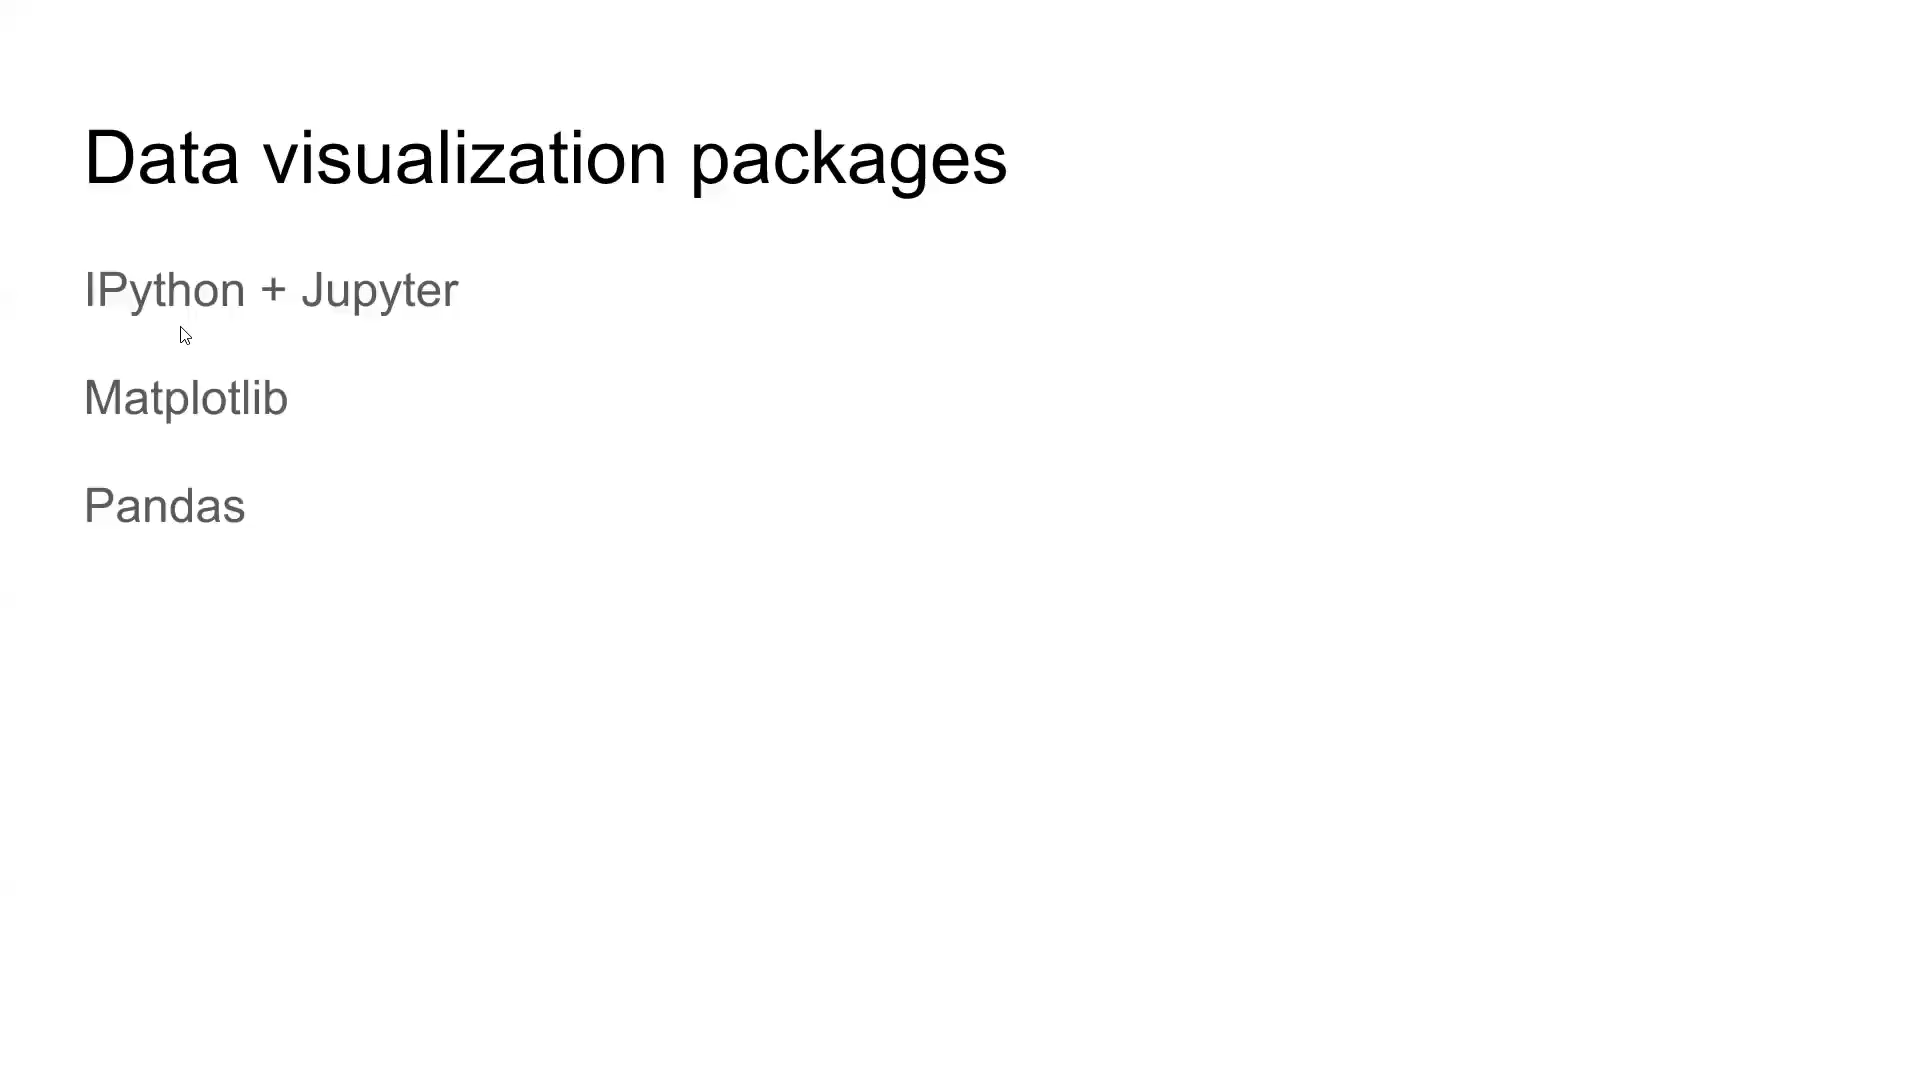 Data visualization packages
IPython + Jupyter
Matplotlib
Pandas